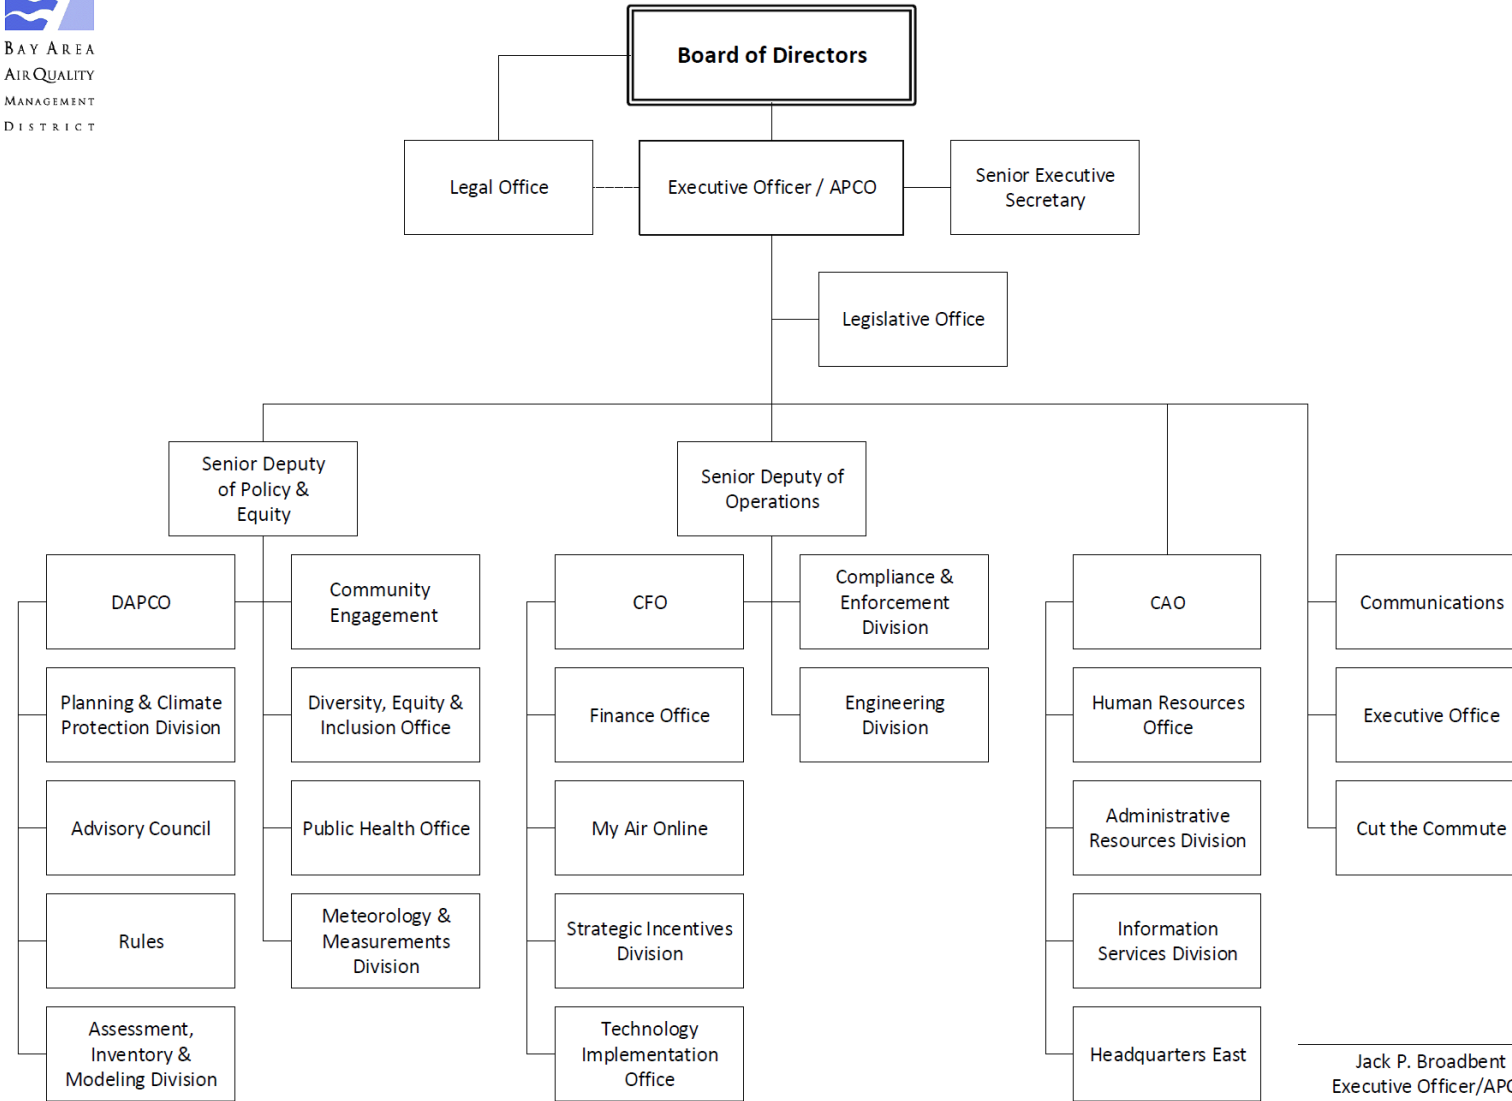 BAY AREA
AIR QUALITY
MANAGEMENT
DISTRICT
Board of Directors
Legal Office
Executive Officer / APCO
Senior Executive
Secretary
Legislative Office
Senior Deputy
of Policy &
Equity
Senior Deputy of
Operations
DAPCO
Community
Engagement
CFO
Compliance &
Enforcement
Division
CAO
Communications
Planning & Climate
Protection Division
Diversity, Equity &
Inclusion Office
Finance Office
Engineering
Division
Human Resources
Office
Executive Office
Advisory Council
Public Health Office
My Air Online
Administrative
Resources Division
Cut the Commute
Rules
Meteorology &
Measurements
Division
Strategic Incentives
Division
Information
Services Division
Assessment,
Inventory &
Modeling Division
Technology
Implementation
Office
Headquarters East
Jack P. Broadbent
Executive Officer/